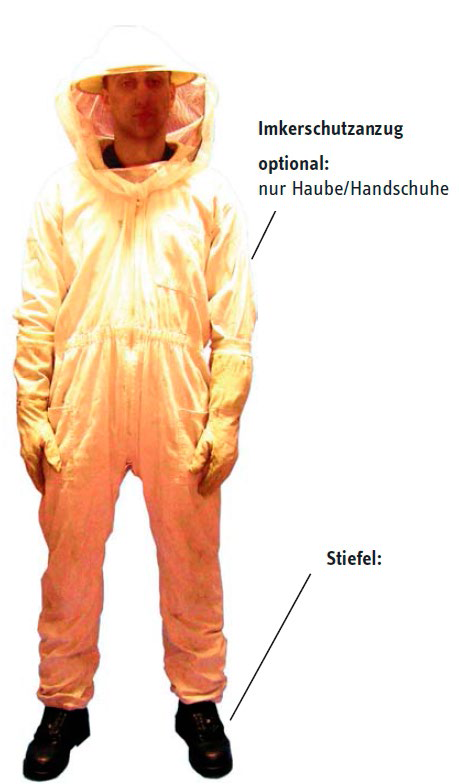 Imkerschutzanzug
optional:
nur Haube/Handschuhe
Stiefel: